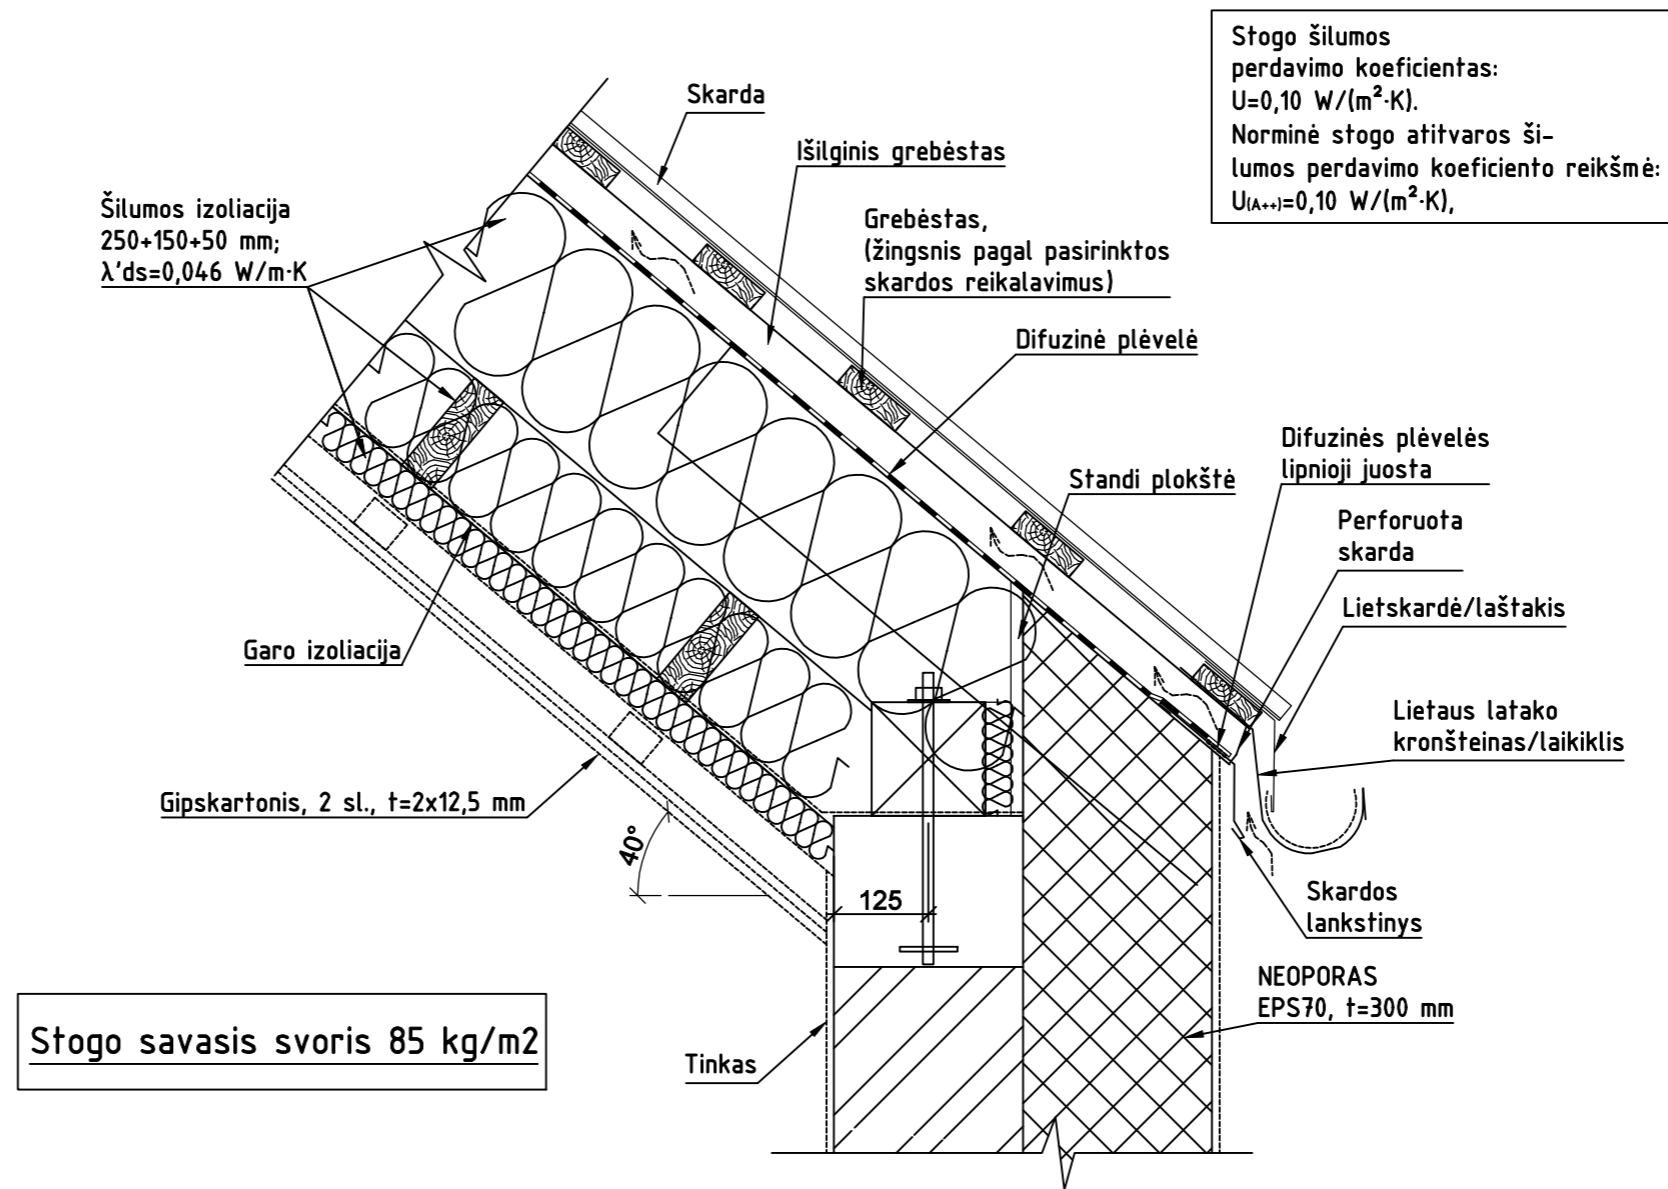 Stogo šilumos
perdavimo koeficientas:
U=0,10 W/(m²·K).
Norminė stogo atitvaros ši-
lumos perdavimo koeficiento reikšmė:
U(A++)=0,10 W/(m²·K),
Skarda
Išilginis grebėstas
Šilumos izoliacija
250+150+50 mm;
λ'ds=0,046 W/m·K
Grebėstas,
(žingsnis pagal pasirinktos
skardos reikalavimus)
Difuzinė plėvelė
Difuzinės plėvelės
lipnioji juosta
Standi plokštė
Perforuota
skarda
Lietskardė/laštakis
Garo izoliacija
Lietaus latako
kronšteinas/laikiklis
Gipskartonis, 2 sl., t=2x12,5 mm
40°
125
Skardos
lankstinys
NEOPORAS
EPS70, t=300 mm
Stogo savasis svoris 85 kg/m2
Tinkas